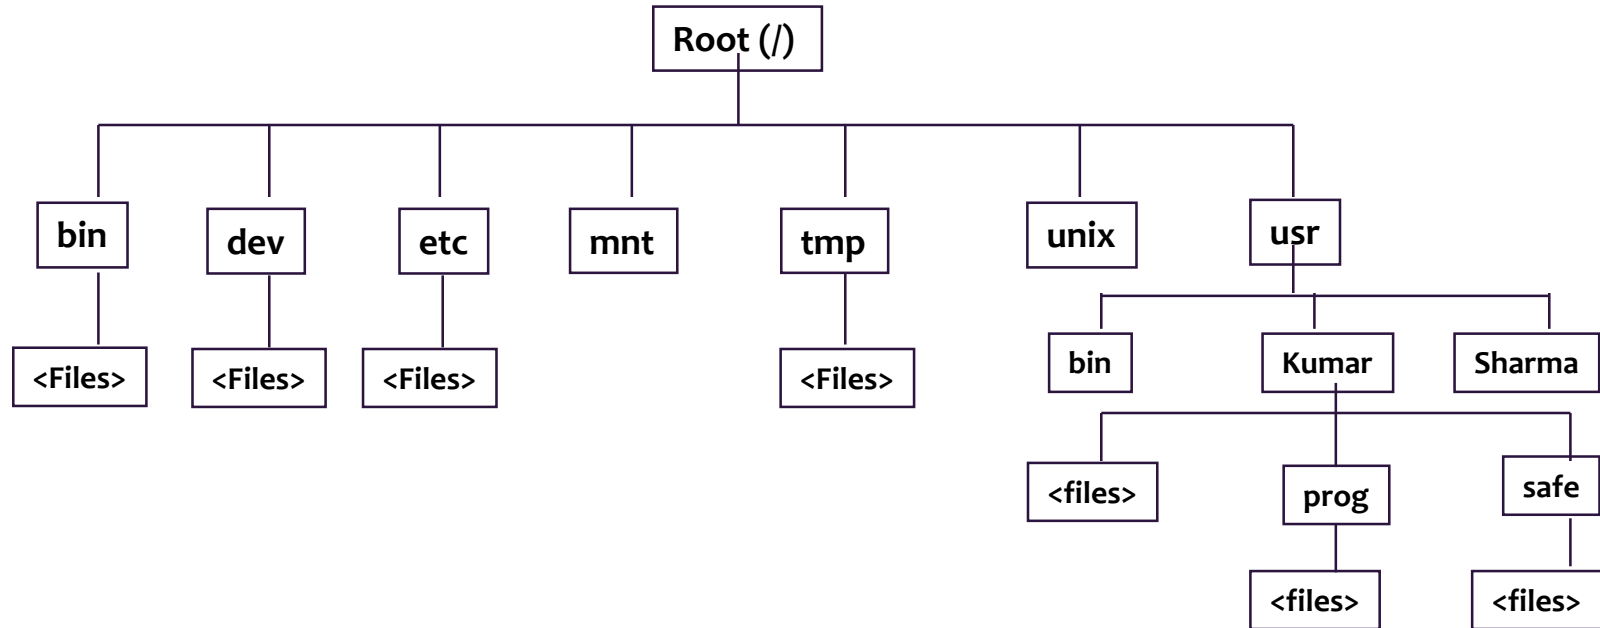 Root (/)
bin
dev
etc
mnt
tmp
unix
usr
<Files>
<Files>
<Files>
<Files>
bin
Kumar
Sharma
<files>
prog
safe
<files>
<files>